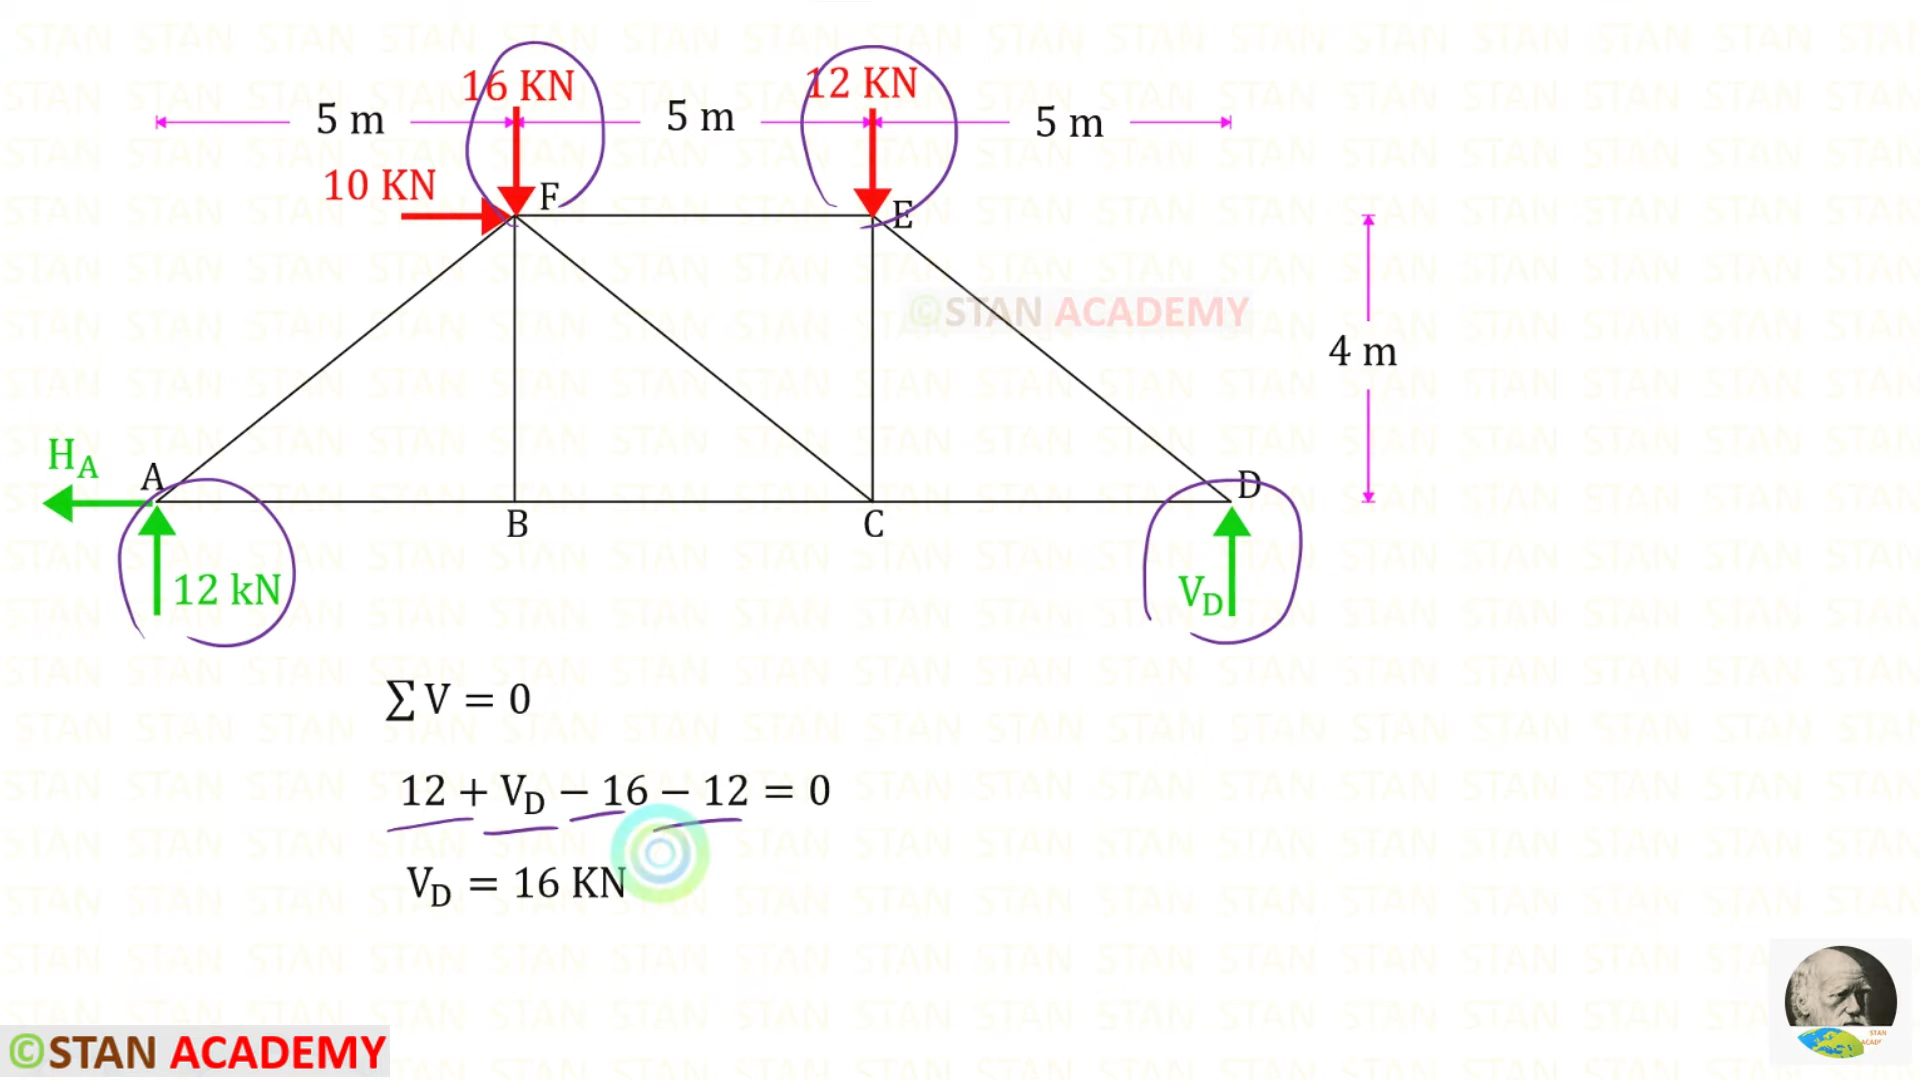 16 KN
12 KN
5 m
5 m
5 m
10 KN
F
E
©STAN ACADEMY
4 m
H_A
A
D
B
C
12 kN
V_D
∑ V = 0
12 + V_D − 16 − 12 = 0
V_D = 16 KN
©STAN ACADEMY